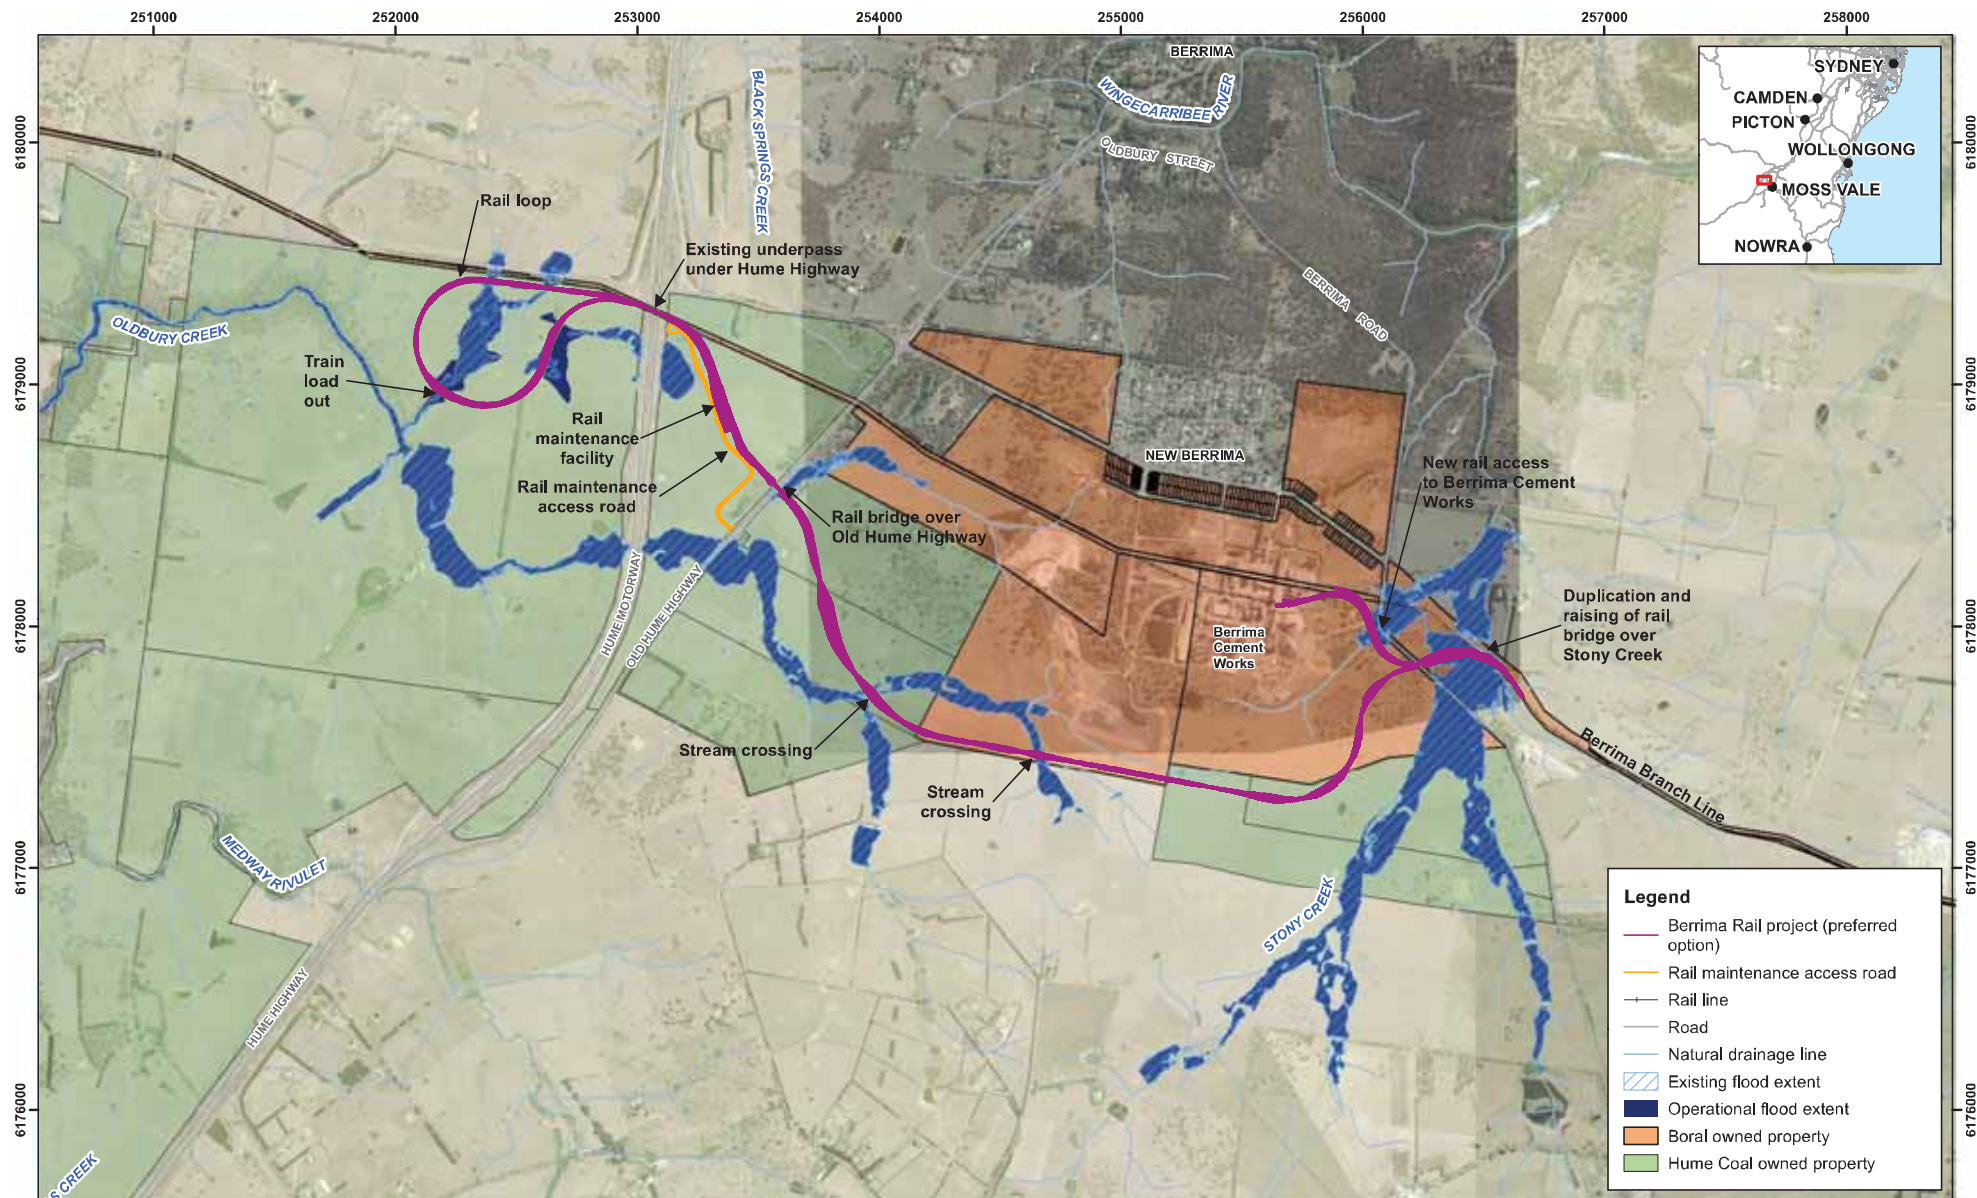 251000
252000
253000
254000
255000
256000
257000
258000
6180000
6179000
6178000
6177000
6176000
6180000
6179000
6178000
6177000
6176000
BERRIMA
WINGECARRIBEE RIVER
OLDBURY STREET
BLACK SPRINGS CREEK
SYDNEY
CAMDEN
PICTON
WOLLONGONG
MOSS VALE
NOWRA
Rail loop
Existing underpass
under Hume Highway
BERRIMA ROAD
OLDBURY CREEK
Train
load
out
Rail
maintenance
facility
Rail maintenance
access road
NEW BERRIMA
New rail access
to Berrima Cement
Works
Rail bridge over
Old Hume Highway
HUME MOTORWAY
OLD HUME HIGHWAY
Duplication and
raising of rail
bridge over
Stony Creek
Berrima
Cement
Works
Stream crossing
Stream
crossing
Berrima Branch Line
MEDWAY RIVULET
STONY CREEK
HUME HIGHWAY
S CREEK
Legend
Berrima Rail project (preferred
option)
Rail maintenance access road
Rail line
Road
Natural drainage line
Existing flood extent
Operational flood extent
Boral owned property
Hume Coal owned property